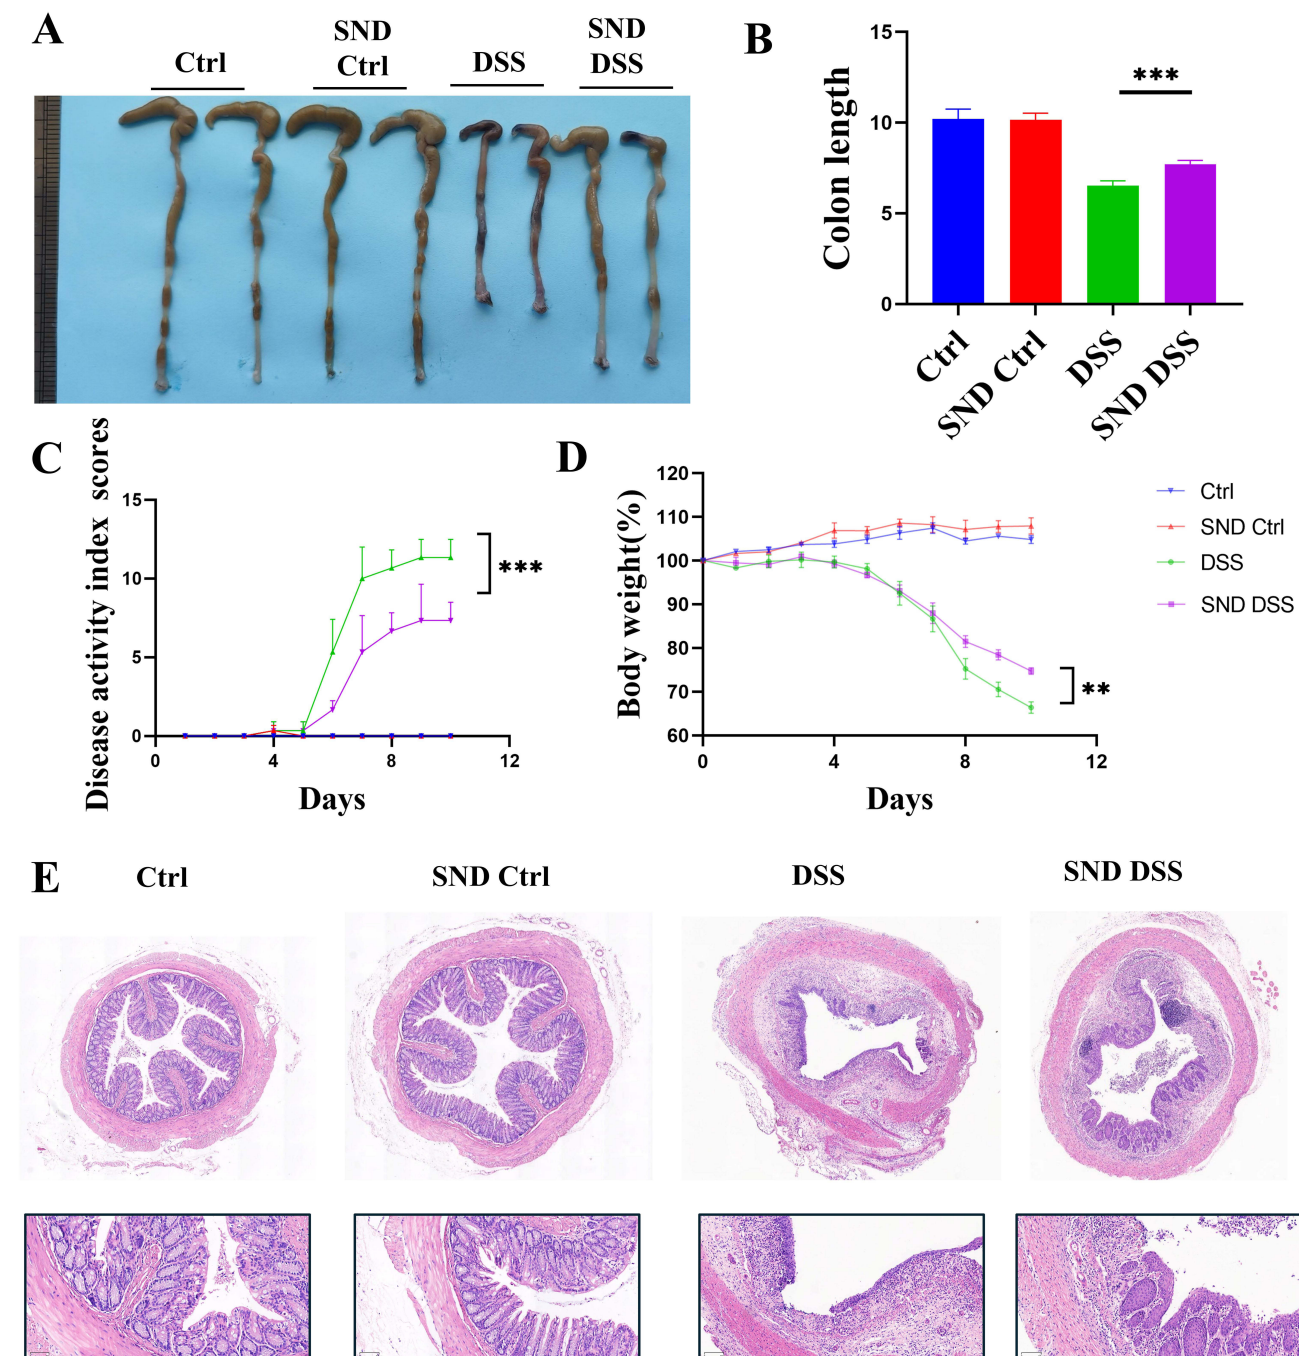 A
Ctrl
SND
Ctrl
DSS
SND
DSS
B
Colon length
15
10
5
0
***
Ctrl
SND Ctrl
DSS
SND DSS
C
Disease activity index scores
15
10
5
0
0
4
8
12
Days
***
D
Body weight(%)
120
110
100
90
80
70
60
0
4
8
12
Days
**
Ctrl
SND Ctrl
DSS
SND DSS
E
Ctrl
SND Ctrl
DSS
SND DSS